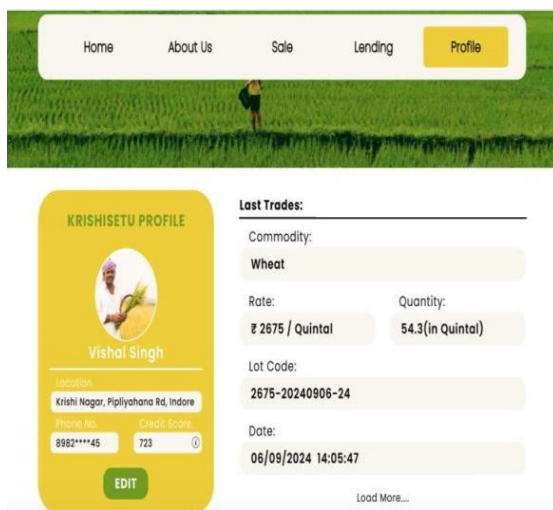 Home About Us Sale Lending Profile
KRISHISETU PROFILE
Vishal Singh
Location
Krishi Nagar, Pipliyahana Rd, Indore
Phone No. Credit Score
8982****45 723
EDIT
Last Trades:
Commodity:
Wheat
Rate: Quantity:
₹ 2675 / Quintal 54.3(in Quintal)
Lot Code:
2675-20240906-24
Date:
06/09/2024 14:05:47
Load More....